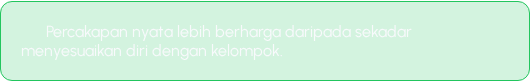 Percakapan nyata lebih berharga daripada sekadar
menyesuaikan diri dengan kelompok.